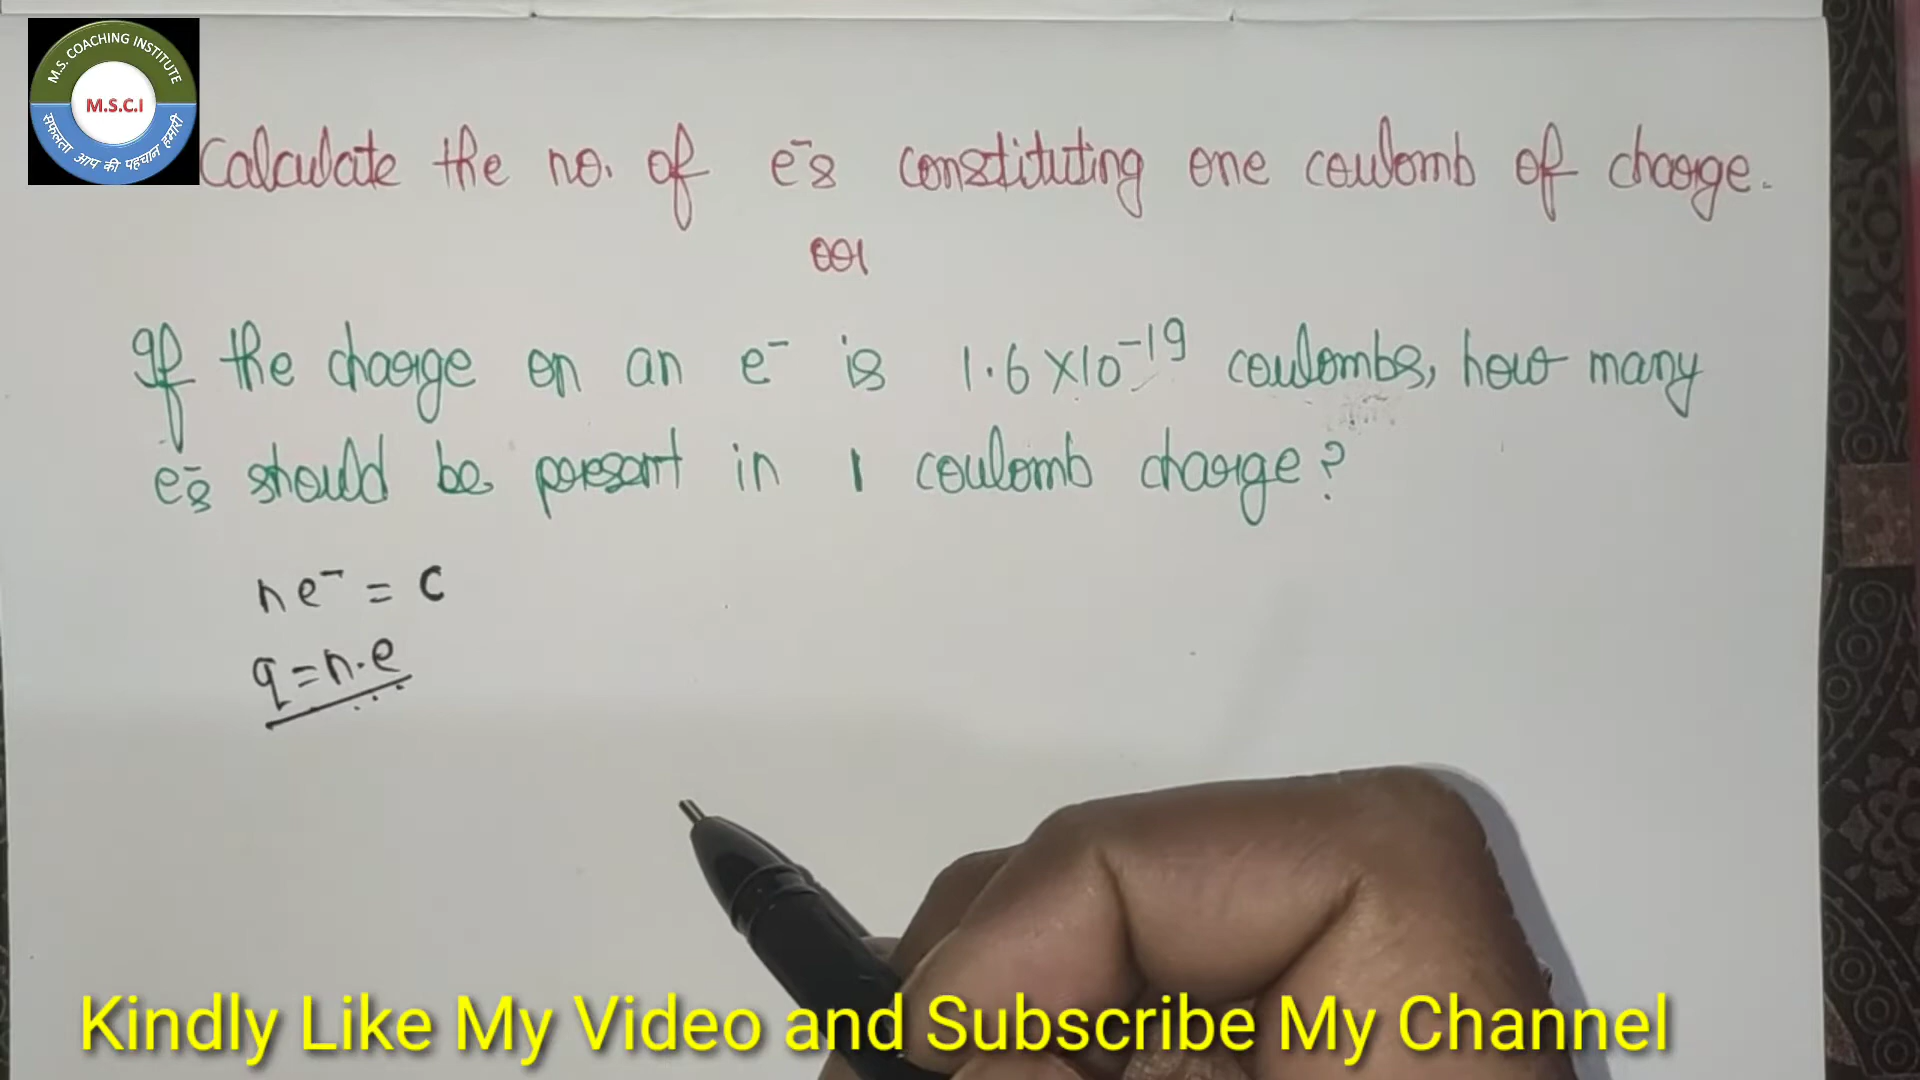 M.S. COACHING INSTITUTE
M.S.C.I
सफलता आप की पहचान हमारी
Calculate the no. of e⁻s constituting one coulomb of charge.
or
If the charge on an e⁻ is 1.6×10⁻¹⁹ coulombs, how many
e⁻s should be present in 1 coulomb charge?
ne⁻ = C
q=n.e
Kindly Like My Video and Subscribe My Channel